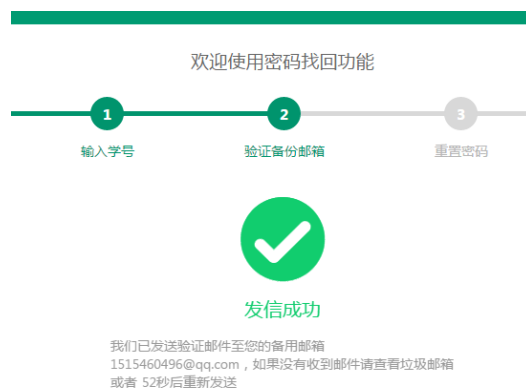 欢迎使用密码找回功能
1
2
3
输入学号
验证备份邮箱
重置密码
发信成功
我们已发送验证邮件至您的备用邮箱
1515460496@qq.com，如果没有收到邮件请查看垃圾邮箱
或者 52秒后重新发送